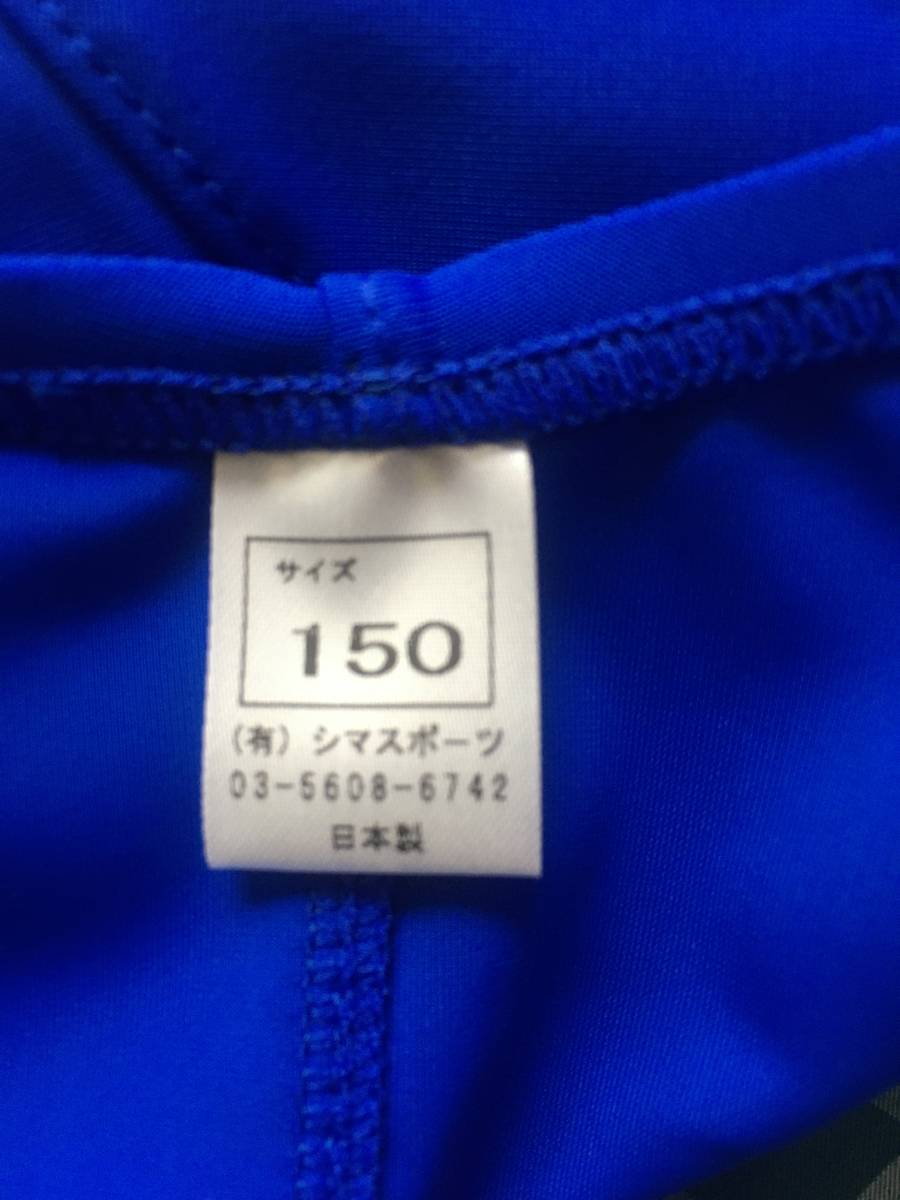 サイズ
150
(有)シマスポーツ
03-5608-6742
日本製